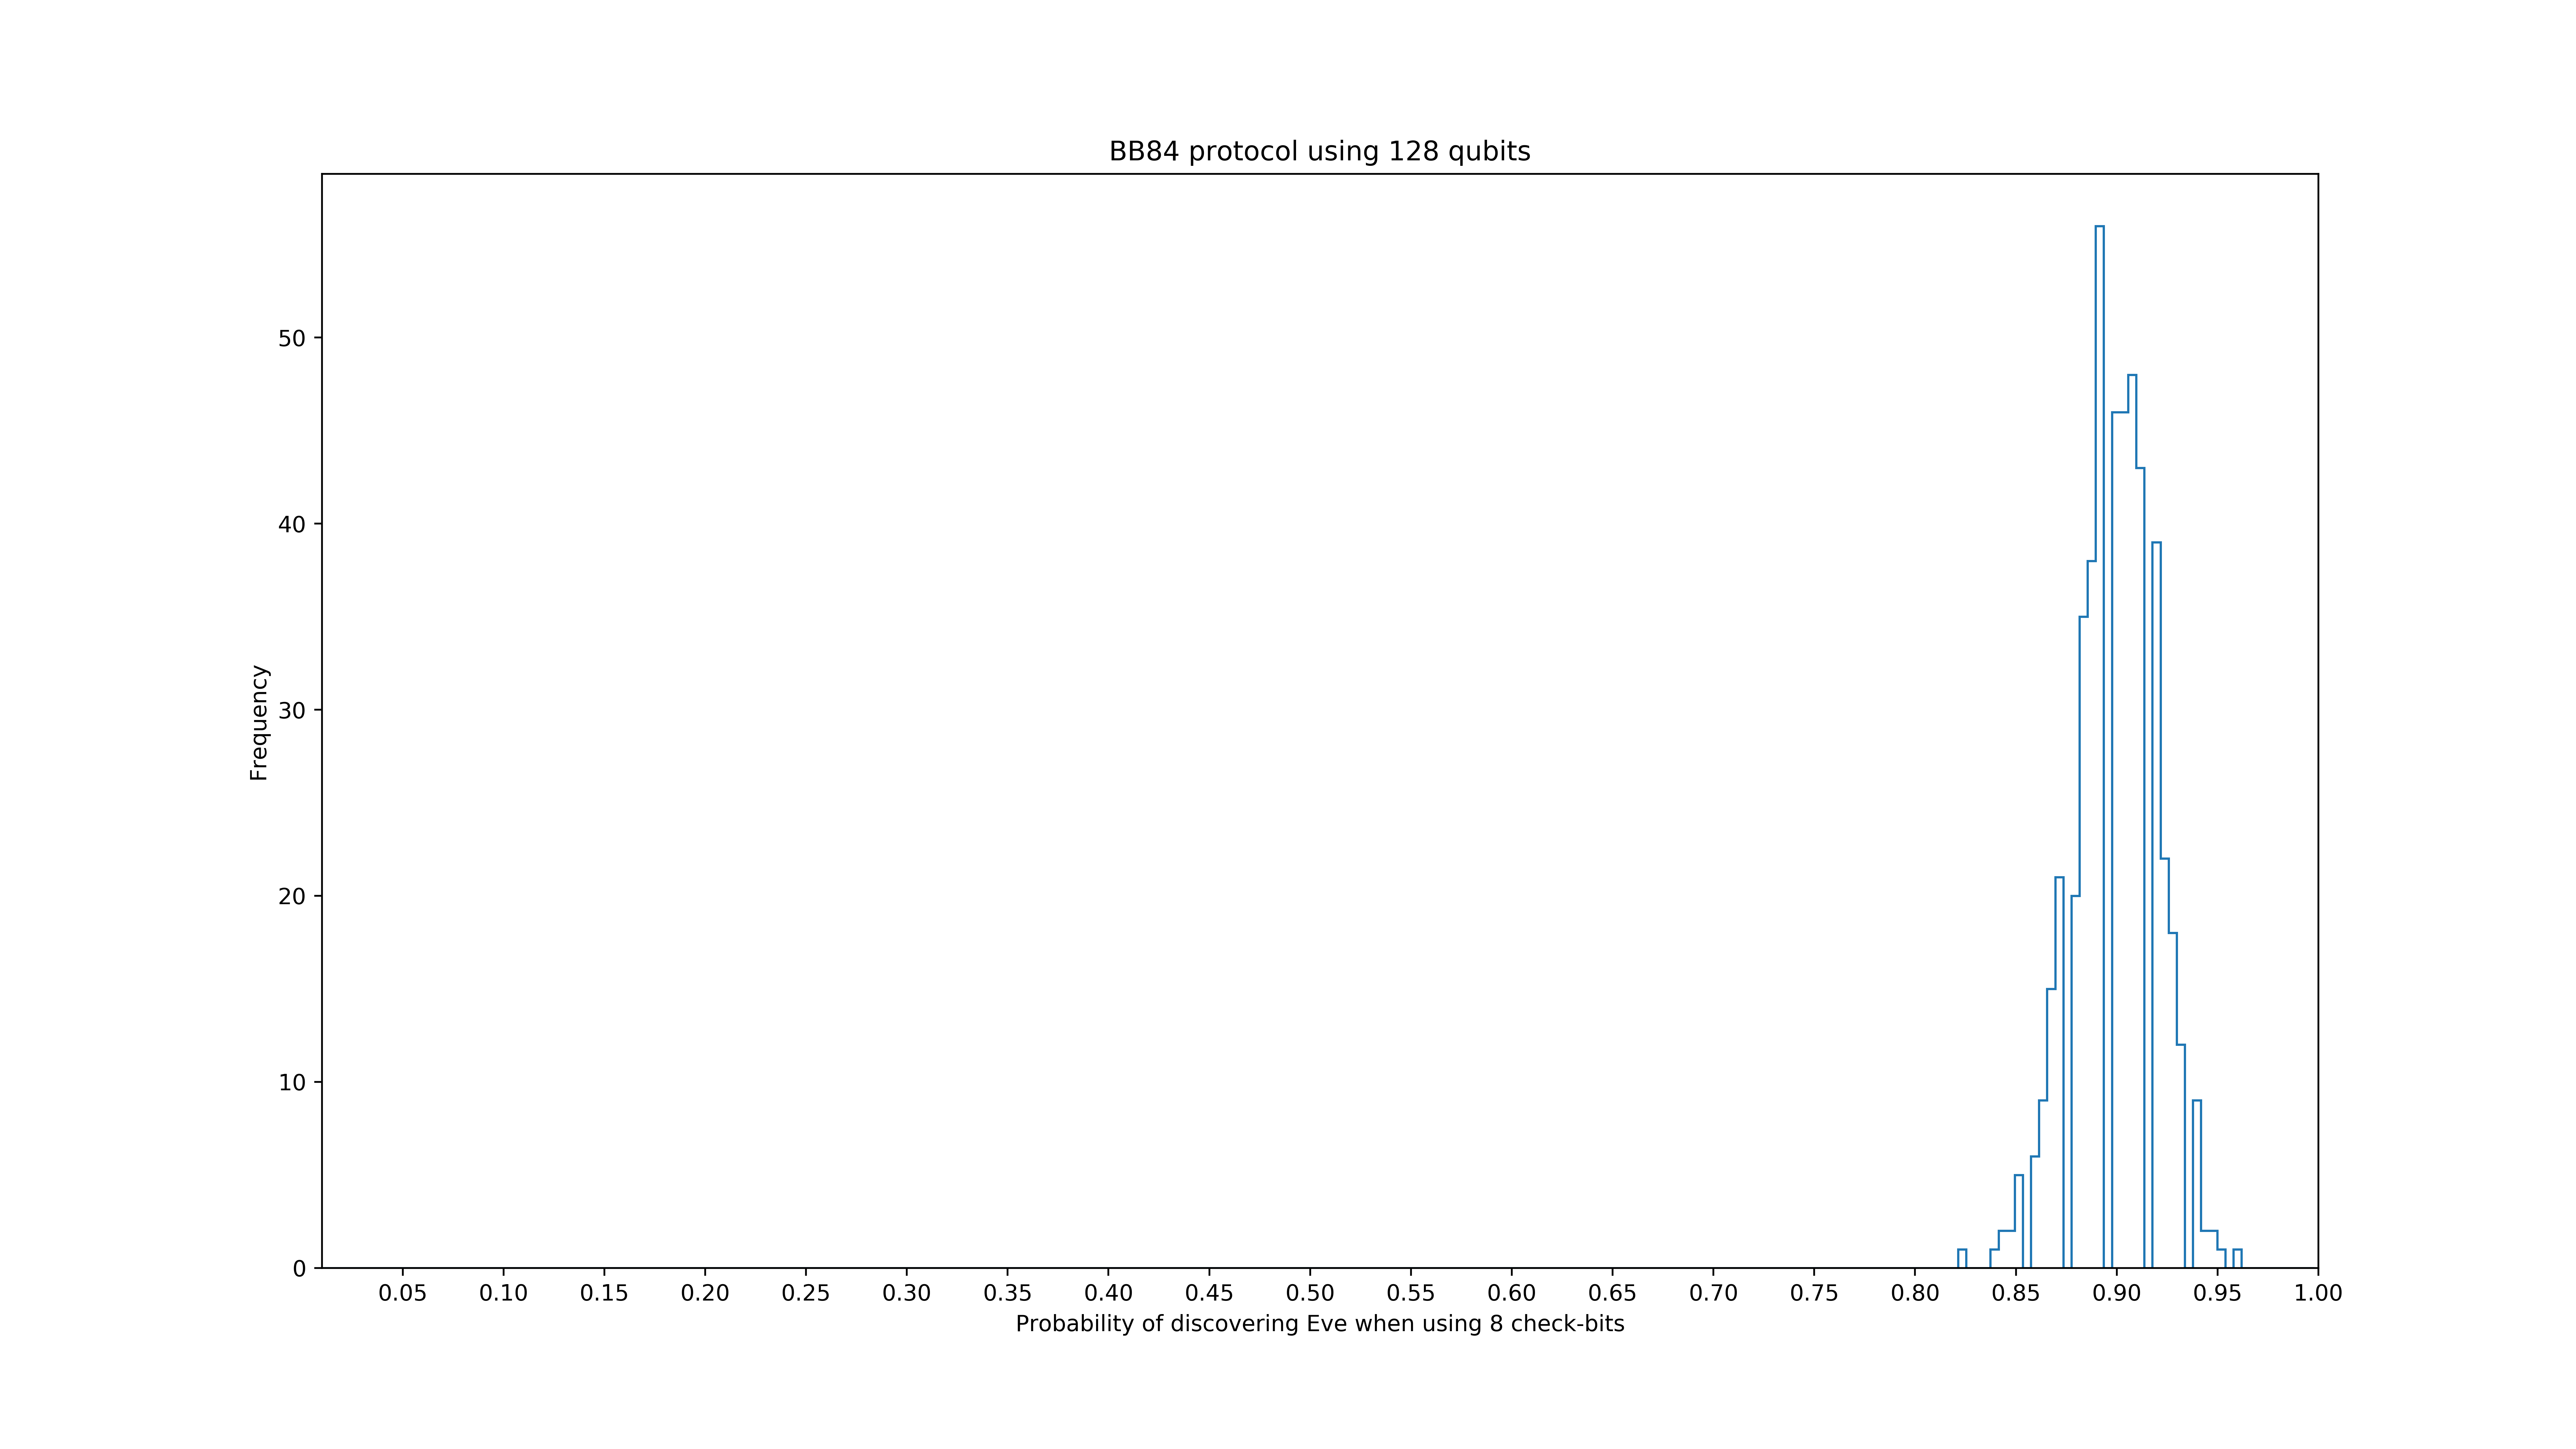 BB84 protocol using 128 qubits
Frequency
50
40
30
20
10
0
0.05 0.10 0.15 0.20 0.25 0.30 0.35 0.40 0.45 0.50 0.55 0.60 0.65 0.70 0.75 0.80 0.85 0.90 0.95 1.00
Probability of discovering Eve when using 8 check-bits